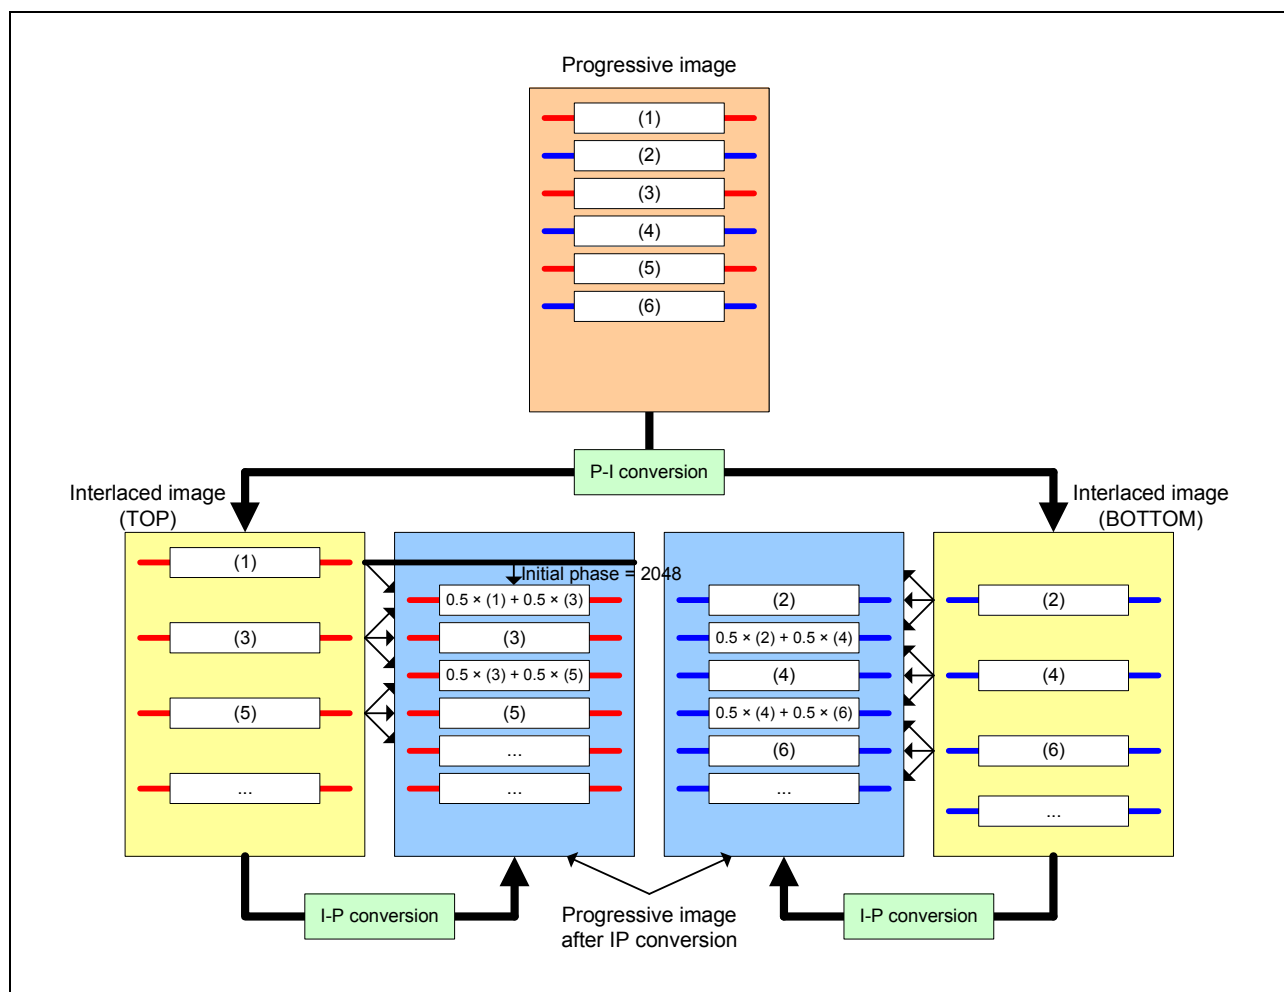 Progressive image
(1)
(2)
(3)
(4)
(5)
(6)
P-I conversion
Interlaced image
(TOP)
Interlaced image
(BOTTOM)
(1)
(3)
(5)
...
Initial phase = 2048
0.5 × (1) + 0.5 × (3)
(3)
0.5 × (3) + 0.5 × (5)
(5)
...
...
(2)
0.5 × (2) + 0.5 × (4)
(4)
0.5 × (4) + 0.5 × (6)
(6)
...
(2)
(4)
(6)
...
I-P conversion
Progressive image
after IP conversion
I-P conversion